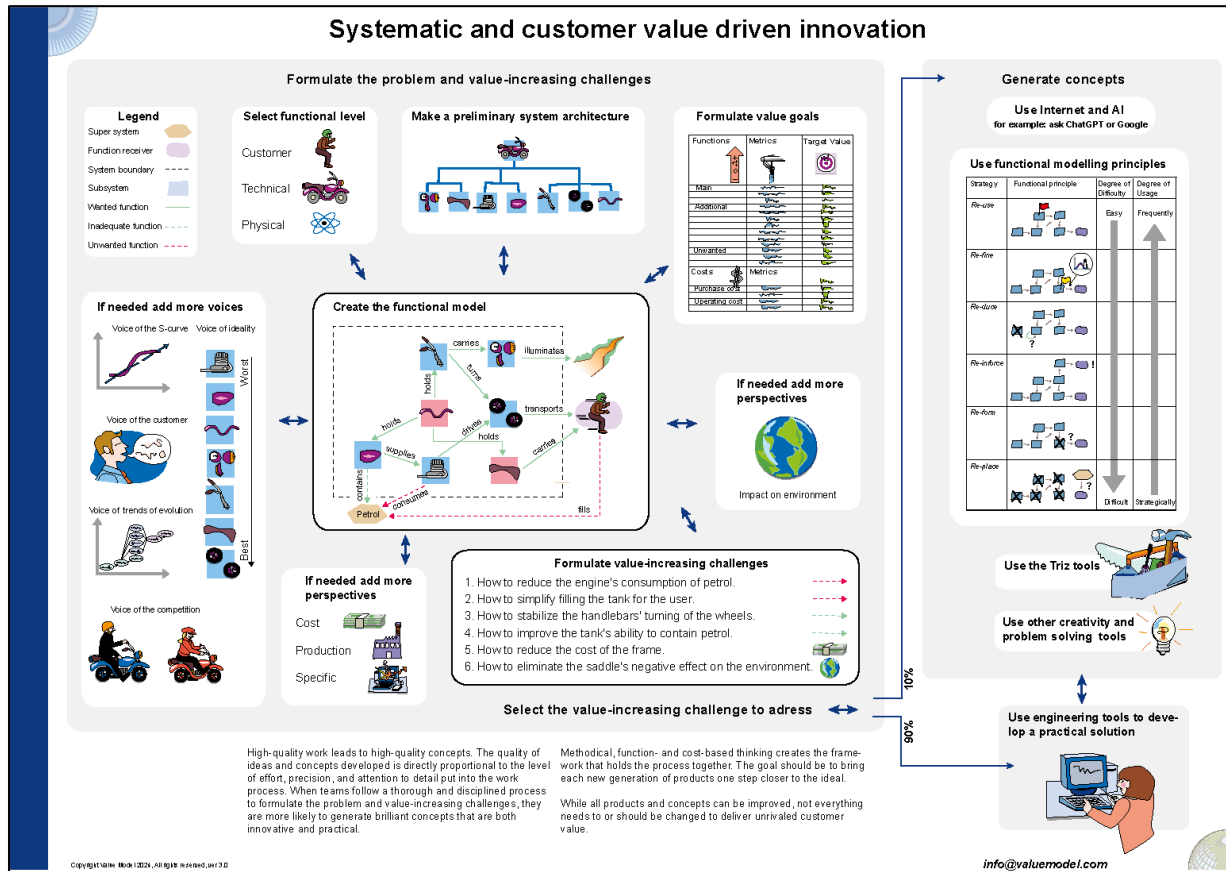 Systematic and customer value driven innovation
Formulate the problem and value-increasing challenges
Legend
Super system
Function receiver
System boundary
Subsystem
Wanted function
Inadequate function
Unwanted function
Select functional level
Customer
Technical
Physical
Make a preliminary system architecture
Formulate value goals
Functions Metrics Target Value
Main
Additional
Unwanted
Costs Metrics
Purchase cost
Operating cost
If needed add more voices
Voice of the S-curve
Voice of ideality
Worst
Best
Voice of the customer
Voice of trends of evolution
Voice of the competition
Create the functional model
carries
illuminates
turns
holds
transports
holds
drives
supplies
holds
carries
contains
consumes
Petrol
fills
If needed add more
perspectives
Impact on environment
If needed add more
perspectives
Cost
Production
Specific
Formulate value-increasing challenges
1. How to reduce the engine's consumption of petrol.
2. How to simplify filling the tank for the user.
3. How to stabilize the handlebars' turning of the wheels.
4. How to improve the tank's ability to contain petrol.
5. How to reduce the cost of the frame.
6. How to eliminate the saddle's negative effect on the environment.
Select the value-increasing challenge to adress
10%
90%
Generate concepts
Use Internet and AI
for example: ask ChatGPT or Google
Use functional modelling principles
Strategy Functional principle Degree of Difficulty Degree of Usage
Re-use
Easy Frequently
Re-fine
Re-duce
?
Re-inforce
!
Re-form
?
Re-place
?
Difficult Strategically
Use the Triz tools
Use other creativity and
problem solving tools
Use engineering tools to deve-
lop a practical solution
High-quality work leads to high-quality concepts. The quality of
ideas and concepts developed is directly proportional to the level
of effort, precision, and attention to detail put into the work
process. When teams follow a thorough and disciplined process
to formulate the problem and value-increasing challenges, they
are more likely to generate brilliant concepts that are both
innovative and practical.
Methodical, function- and cost-based thinking creates the frame-
work that holds the process together. The goal should be to bring
each new generation of products one step closer to the ideal.
While all products and concepts can be improved, not everything
needs to or should be changed to deliver unrivaled customer
value.
Copyright Value Model 2024, All rights reserved, ver 3.0
info@valuemodel.com